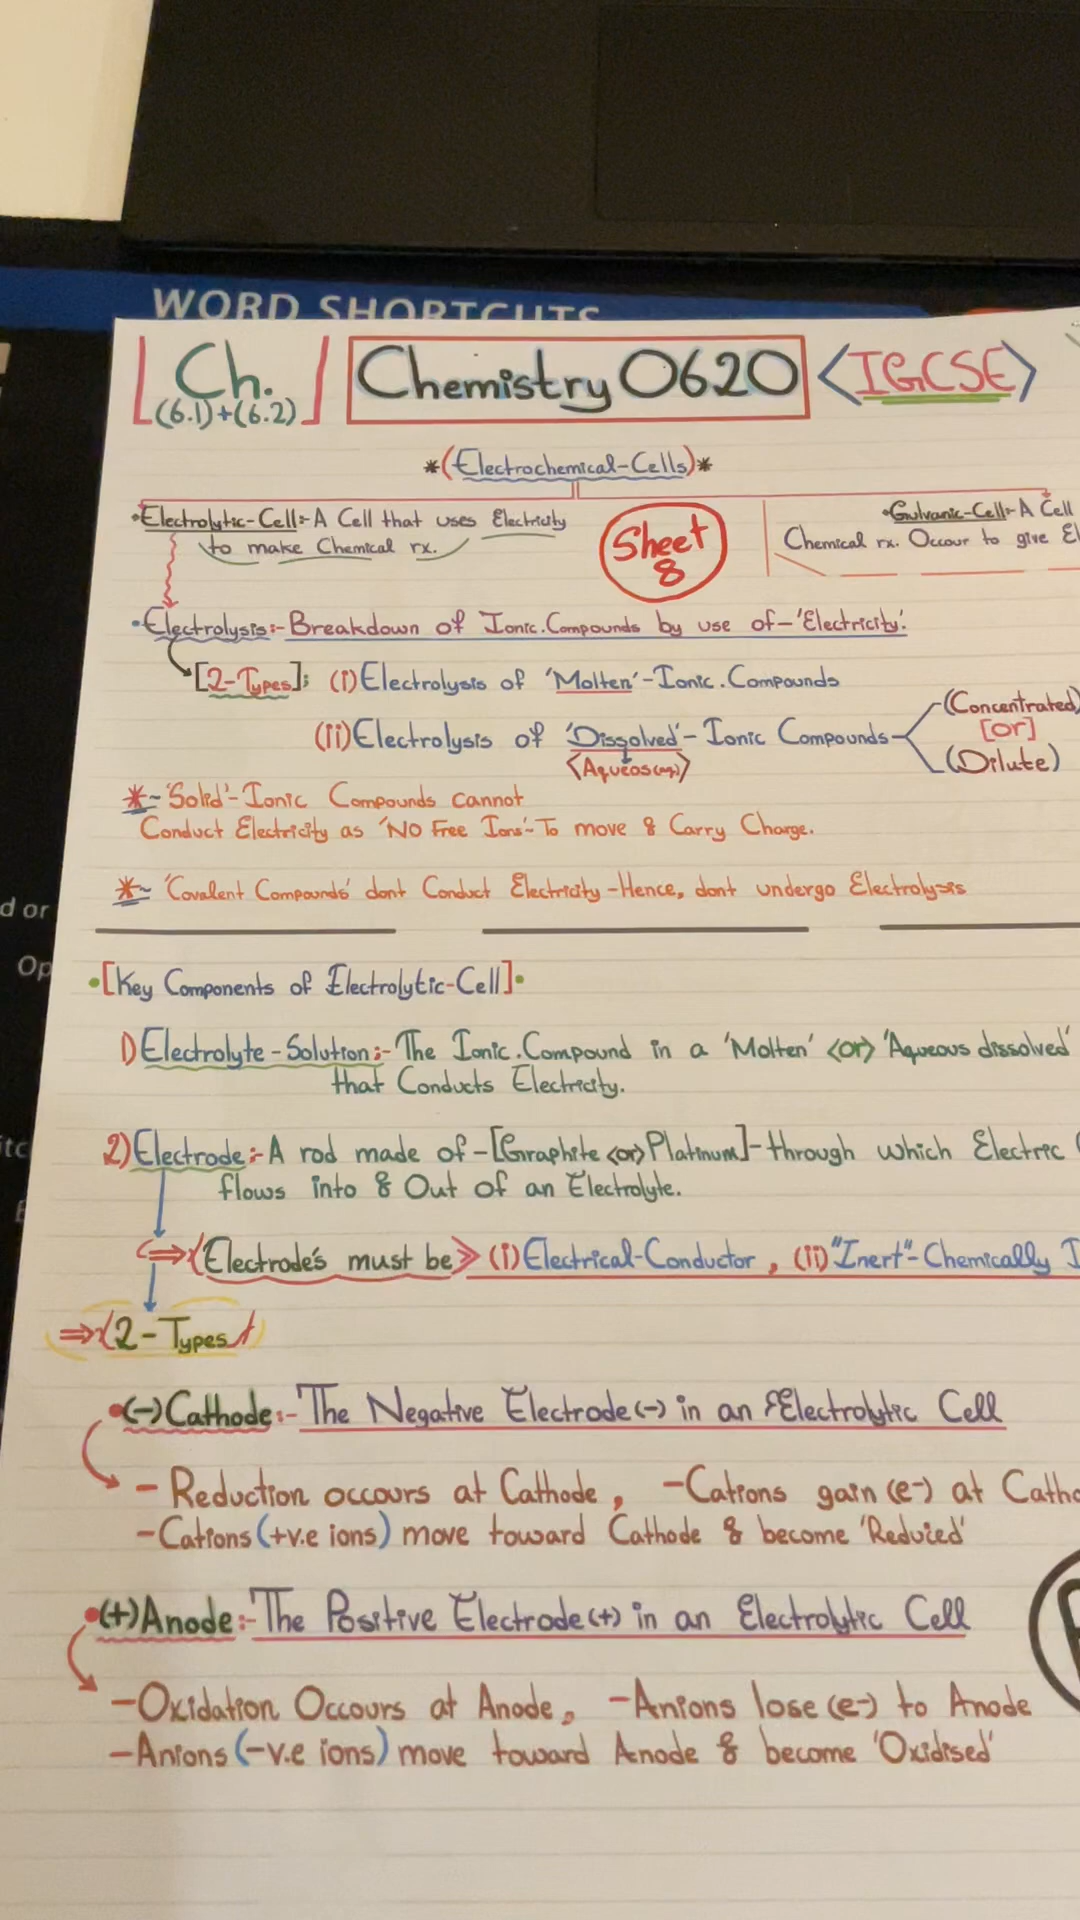 WORD SHORTCUTS
[Ch. (6.1)+(6.2)] Chemistry 0620 <IGCSE>
*(Electrochemical-Cells)*
•Electrolytic-Cell:- A Cell that uses Electricity
to make Chemical rx.
Sheet 8
•Gulvanic-Cell:- A Cell
Chemical rx. Occour to give
•Electrolysis:- Breakdown of Ionic.Compounds by use of-'Electricity'.
[2-Types]: (i) Electrolysis of 'Molten'-Ionic.Compounds
(ii) Electrolysis of 'Dissolved'- Ionic Compounds
<Aqueos(aq)>
(Concentrated)
[or]
(Dilute)
*~'Solid'-Ionic Compounds cannot
Conduct Electricity as 'NO Free Ions'-To move & Carry Charge.
*~ 'Covalent Compounds' dont Conduct Electricity-Hence, dont undergo Electrolysis
d or
Op
•[Key Components of Electrolytic-Cell]•
1) Electrolyte-Solution:- The Ionic.Compound in a 'Molten' <or> 'Aqueous dissolved'
that Conducts Electricity.
itc
2) Electrode:- A rod made of-[Graphite <or> Platinum]-through which Electric
flows into & Out of an Electrolyte.
⇒(Electrode's must be≫ (i) Electrical-Conductor, (ii) "Inert"-Chemically
⇒(2-Types)
•(-)Cathode:- The Negative Electrode(-) in an Electrolytic Cell
- Reduction occours at Cathode, -Cations gain (e-) at
-Cations (+v.e ions) move toward Cathode & become 'Reduced'
•(+)Anode:-The Positive Electrode(+) in an Electrolytic Cell
-Oxidation Occours at Anode, -Anions lose (e-) to Anode
-Anions (-v.e ions) move toward Anode & become 'Oxidised'